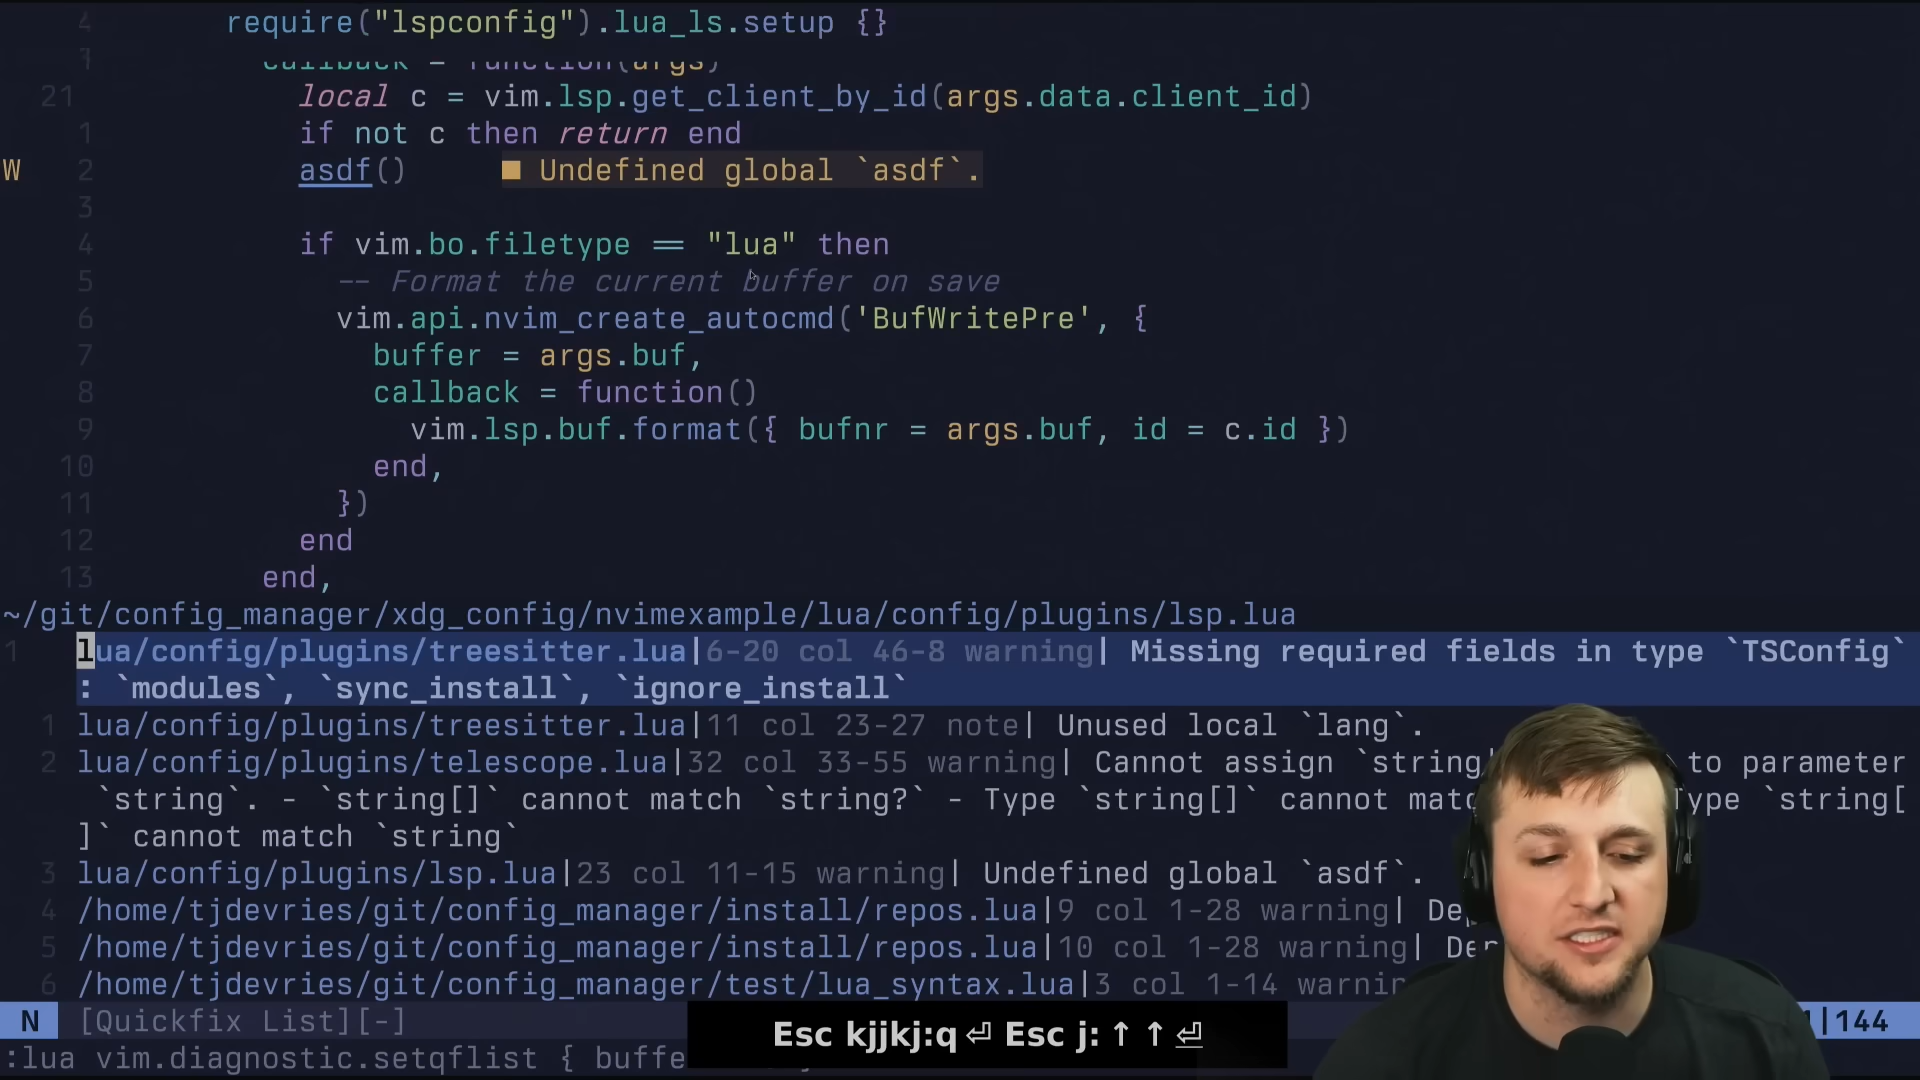 4 require("lspconfig").lua_ls.setup {}
1 callback = function(args)
21 local c = vim.lsp.get_client_by_id(args.data.client_id)
1 if not c then return end
W 2 asdf() ■ Undefined global `asdf`.
3
4 if vim.bo.filetype == "lua" then
5 -- Format the current buffer on save
6 vim.api.nvim_create_autocmd('BufWritePre', {
7 buffer = args.buf,
8 callback = function()
9 vim.lsp.buf.format({ bufnr = args.buf, id = c.id })
10 end,
11 })
12 end
13 end,
~/git/config_manager/xdg_config/nvimexample/lua/config/plugins/lsp.lua
1 lua/config/plugins/treesitter.lua|6-20 col 46-8 warning| Missing required fields in type `TSConfig`
: `modules`, `sync_install`, `ignore_install`
1 lua/config/plugins/treesitter.lua|11 col 23-27 note| Unused local `lang`.
2 lua/config/plugins/telescope.lua|32 col 33-55 warning| Cannot assign `string to parameter
`string`. - `string[]` cannot match `string?` - Type `string[]` cannot Type `string[
]` cannot match `string`
3 lua/config/plugins/lsp.lua|23 col 11-15 warning| Undefined global `asdf`.
4 /home/tjdevries/git/config_manager/install/repos.lua|9 col 1-28 warning|
5 /home/tjdevries/git/config_manager/install/repos.lua|10 col 1-28 warning|
6 /home/tjdevries/git/config_manager/test/lua_syntax.lua|3 col 1-14
N [Quickfix List][-] |144
:lua vim.diagnostic.setqflist { buffe
Esc kjjkj:q⏎ Esc j:↑↑⏎